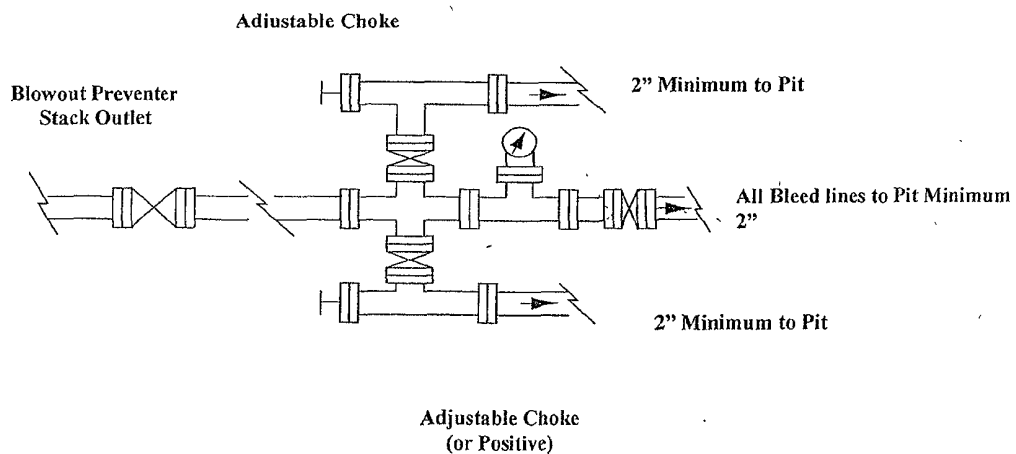 Adjustable Choke
2” Minimum to Pit
Blowout Preventer
Stack Outlet
All Bleed lines to Pit Minimum
2”
2” Minimum to Pit
Adjustable Choke
(or Positive)